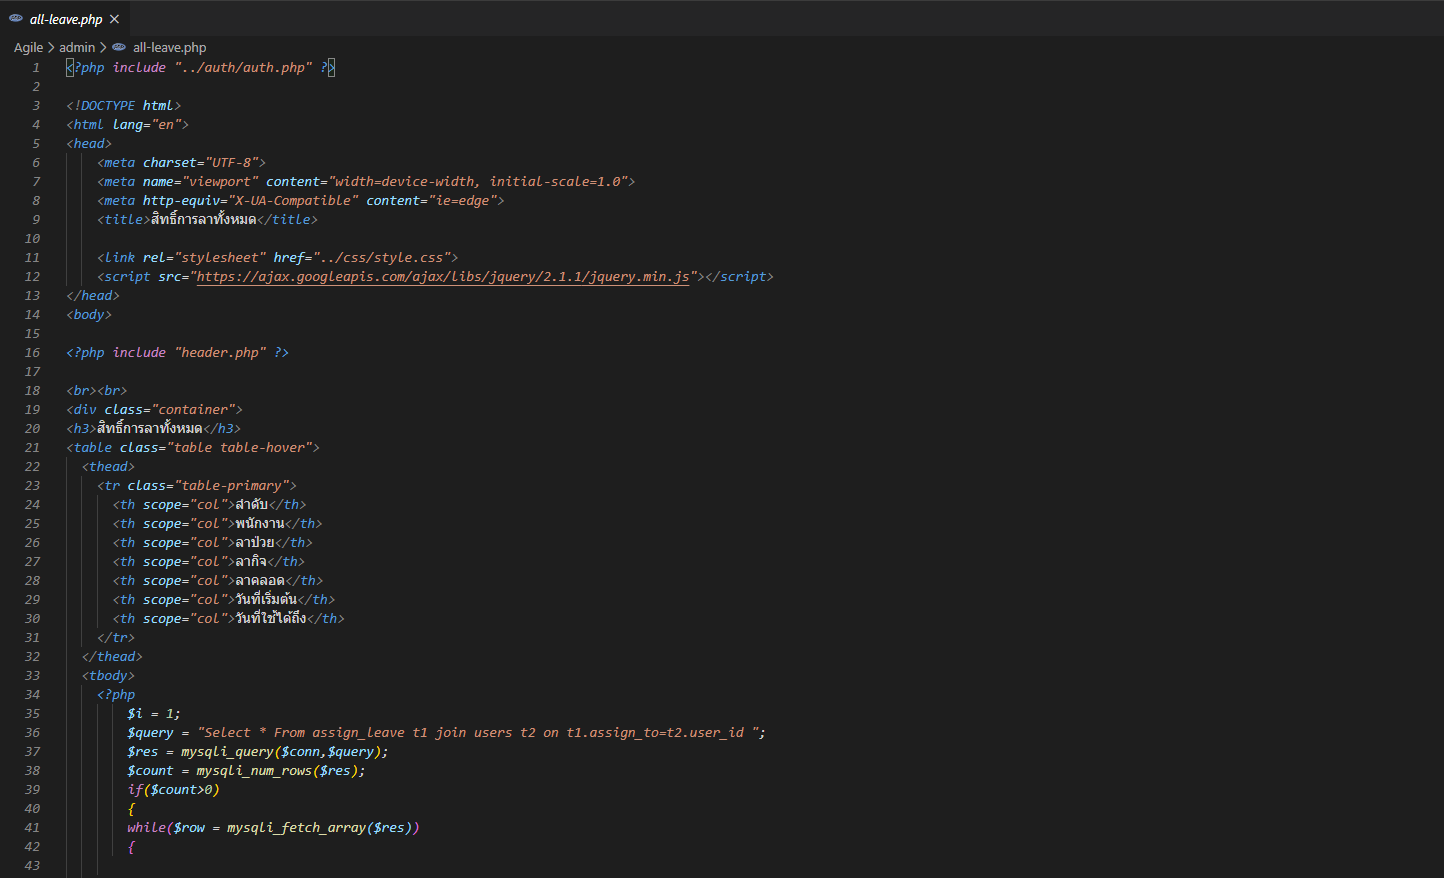 all-leave.php
Agile > admin > all-leave.php
1 <?php include "../auth/auth.php" ?>
2
3 <!DOCTYPE html>
4 <html lang="en">
5 <head>
6 <meta charset="UTF-8">
7 <meta name="viewport" content="width=device-width, initial-scale=1.0">
8 <meta http-equiv="X-UA-Compatible" content="ie=edge">
9 <title>สิทธิ์การลาทั้งหมด</title>
10
11 <link rel="stylesheet" href="../css/style.css">
12 <script src="https://ajax.googleapis.com/ajax/libs/jquery/2.1.1/jquery.min.js"></script>
13 </head>
14 <body>
15
16 <?php include "header.php" ?>
17
18 <br><br>
19 <div class="container">
20 <h3>สิทธิ์การลาทั้งหมด</h3>
21 <table class="table table-hover">
22 <thead>
23 <tr class="table-primary">
24 <th scope="col">ลำดับ</th>
25 <th scope="col">พนักงาน</th>
26 <th scope="col">ลาป่วย</th>
27 <th scope="col">ลากิจ</th>
28 <th scope="col">ลาคลอด</th>
29 <th scope="col">วันที่เริ่มต้น</th>
30 <th scope="col">วันที่ใช้ได้ถึง</th>
31 </tr>
32 </thead>
33 <tbody>
34 <?php
35 $i = 1;
36 $query = "Select * From assign_leave t1 join users t2 on t1.assign_to=t2.user_id ";
37 $res = mysqli_query($conn,$query);
38 $count = mysqli_num_rows($res);
39 if($count>0)
40 {
41 while($row = mysqli_fetch_array($res))
42 {
43